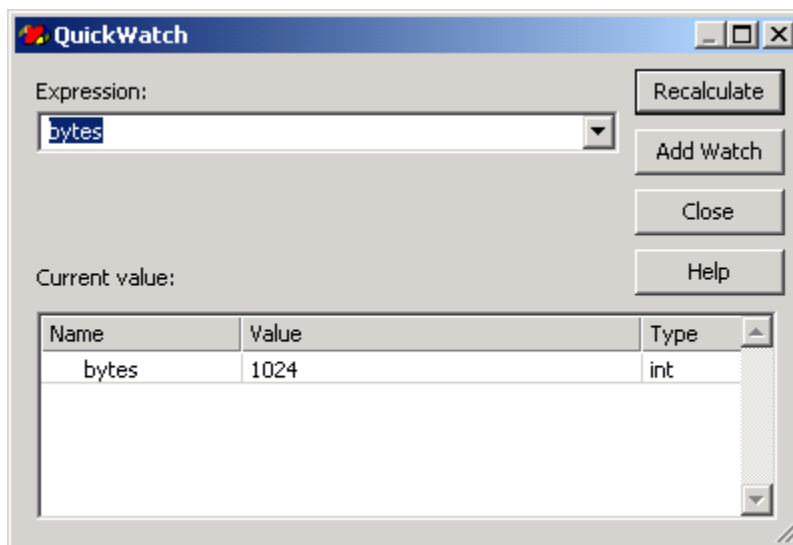 QuickWatch
Expression:
bytes
Recalculate
Add Watch
Close
Help
Current value:
Name Value Type
bytes 1024 int